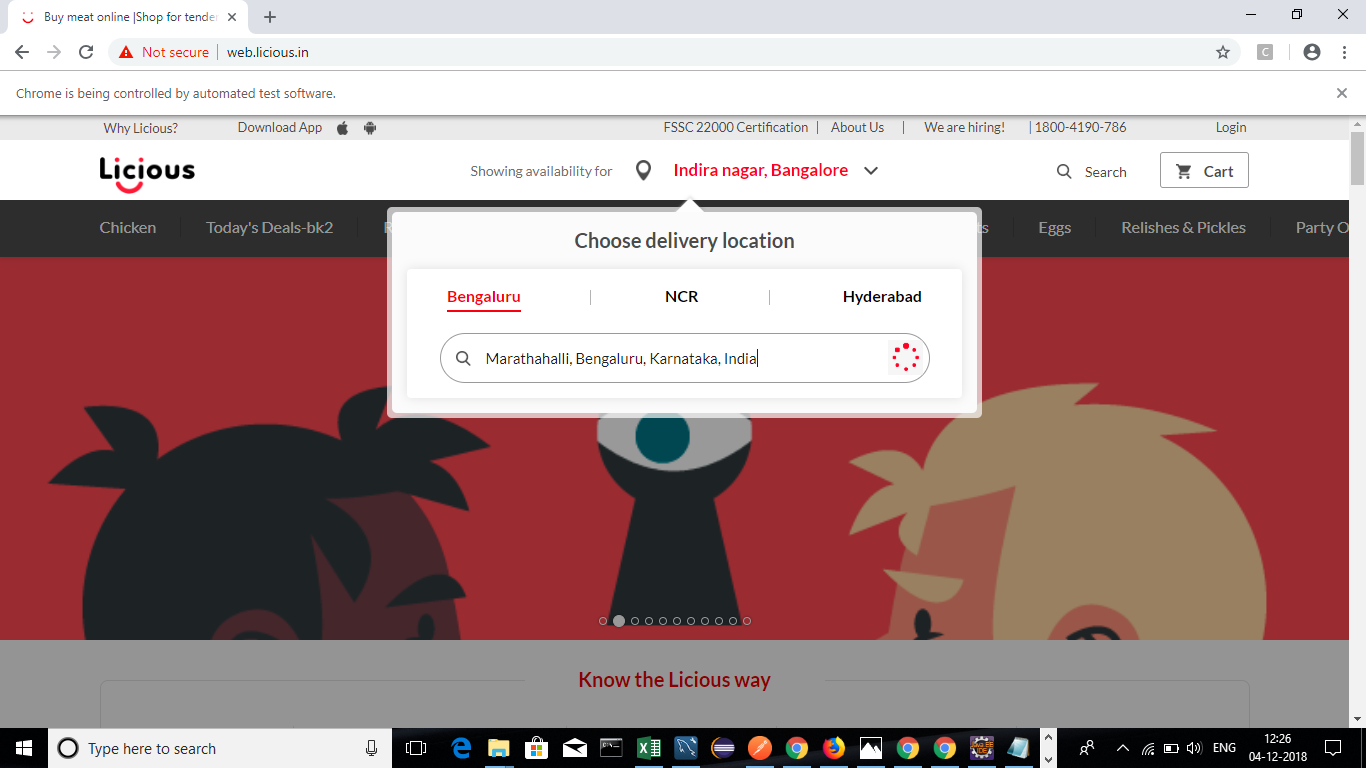 Buy meat online |Shop for tender
Not secure
web.licious.in
Chrome is being controlled by automated test software.
Why Licious?
Download App
FSSC 22000 Certification | About Us | We are hiring! | 1800-4190-786
Login
Licious
Showing availability for
Indira nagar, Bangalore
Search
Cart
Chicken
Today's Deals-bk2
Eggs
Relishes & Pickles
Party O
Choose delivery location
Bengaluru | NCR | Hyderabad
Marathahalli, Bengaluru, Karnataka, India
Know the Licious way
Type here to search
ENG
12:26
04-12-2018